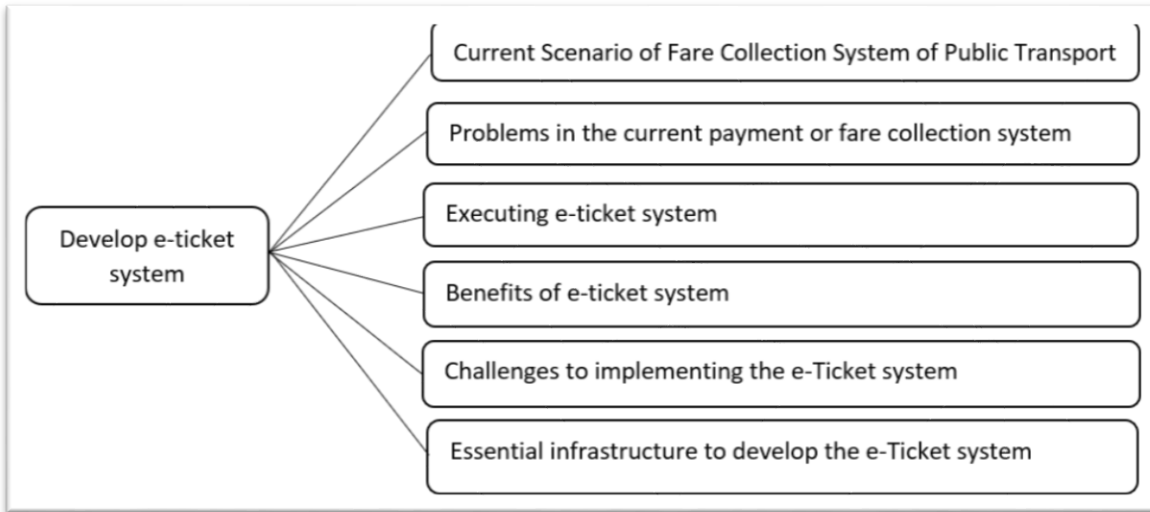 Current Scenario of Fare Collection System of Public Transport
Problems in the current payment or fare collection system
Executing e-ticket system
Develop e-ticket
system
Benefits of e-ticket system
Challenges to implementing the e-Ticket system
Essential infrastructure to develop the e-Ticket system